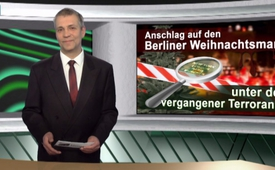 Anschlag auf den
Berliner Weihnachtsmar
unter de
vergangener Terroran